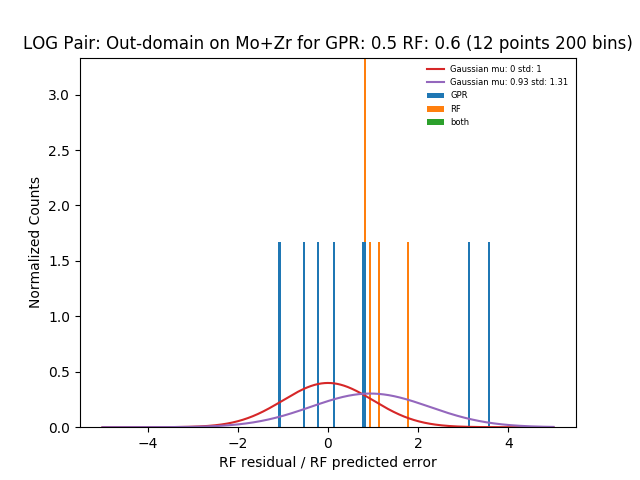 LOG Pair: Out-domain on Mo+Zr for GPR: 0.5 RF: 0.6 (12 points 200 bins)
Gaussian mu: 0 std: 1
Gaussian mu: 0.93 std: 1.31
GPR
RF
both
Normalized Counts
3.0
2.5
2.0
1.5
1.0
0.5
0.0
−4
−2
0
2
4
RF residual / RF predicted error